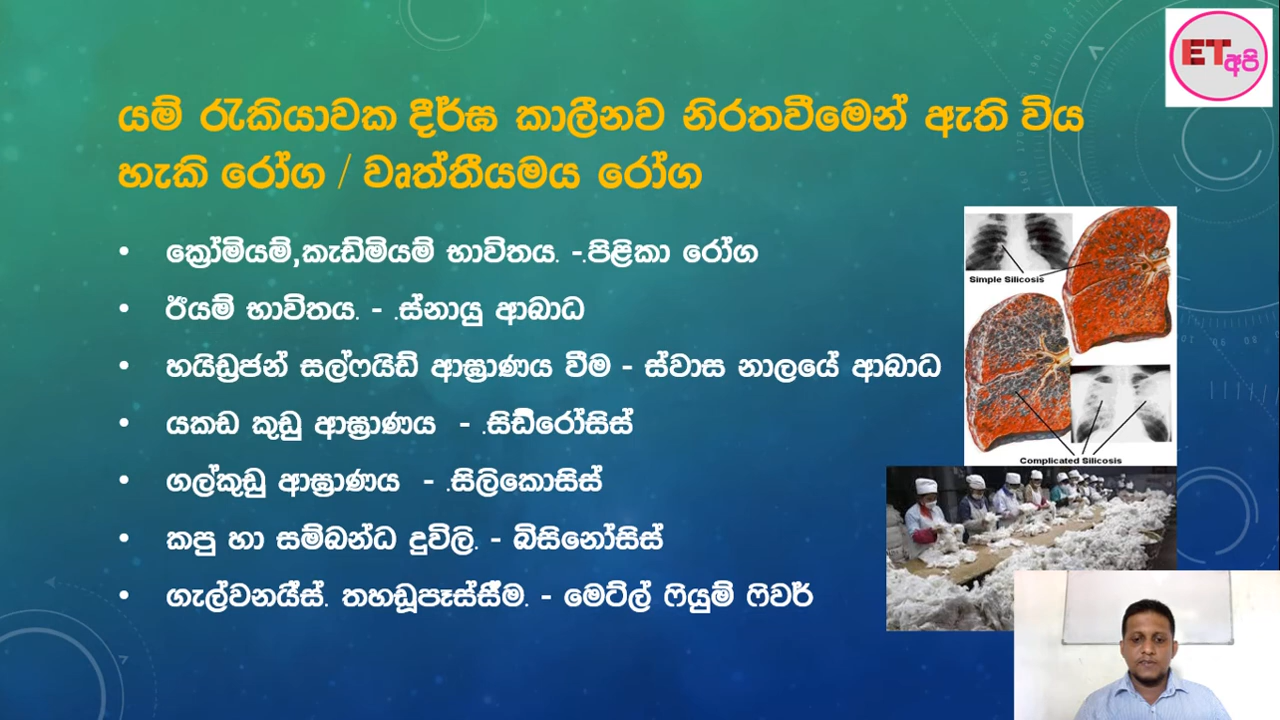 ET අපි
යම් රැකියාවක දීර්ඝ කාලීනව නිරතවීමෙන් ඇති විය
හැකි රෝග / වෘත්තීයමය රෝග
• ක්‍රෝමියම්,කැඩ්මියම් භාවිතය. -.පිළිකා රෝග
• ඊයම් භාවිතය. - .ස්නායු ආබාධ
• හයිඩ්‍රජන් සල්ෆයිඩ් ආඝ්‍රාණය වීම - ස්වාස නාලයේ ආබාධ
• යකඩ කුඩු ආඝ්‍රාණය - .සිඩ්රෝසිස්
• ගල්කුඩු ආඝ්‍රාණය - .සිලිකොසිස්
• කපු හා සම්බන්ධ දුවිලි. - බිසිනෝසිස්
• ගැල්වනයිස්. තහඩූපෑස්සීම. - මෙටල් ෆියුම් ෆිවර්
Simple Silicosis
Complicated Silicosis